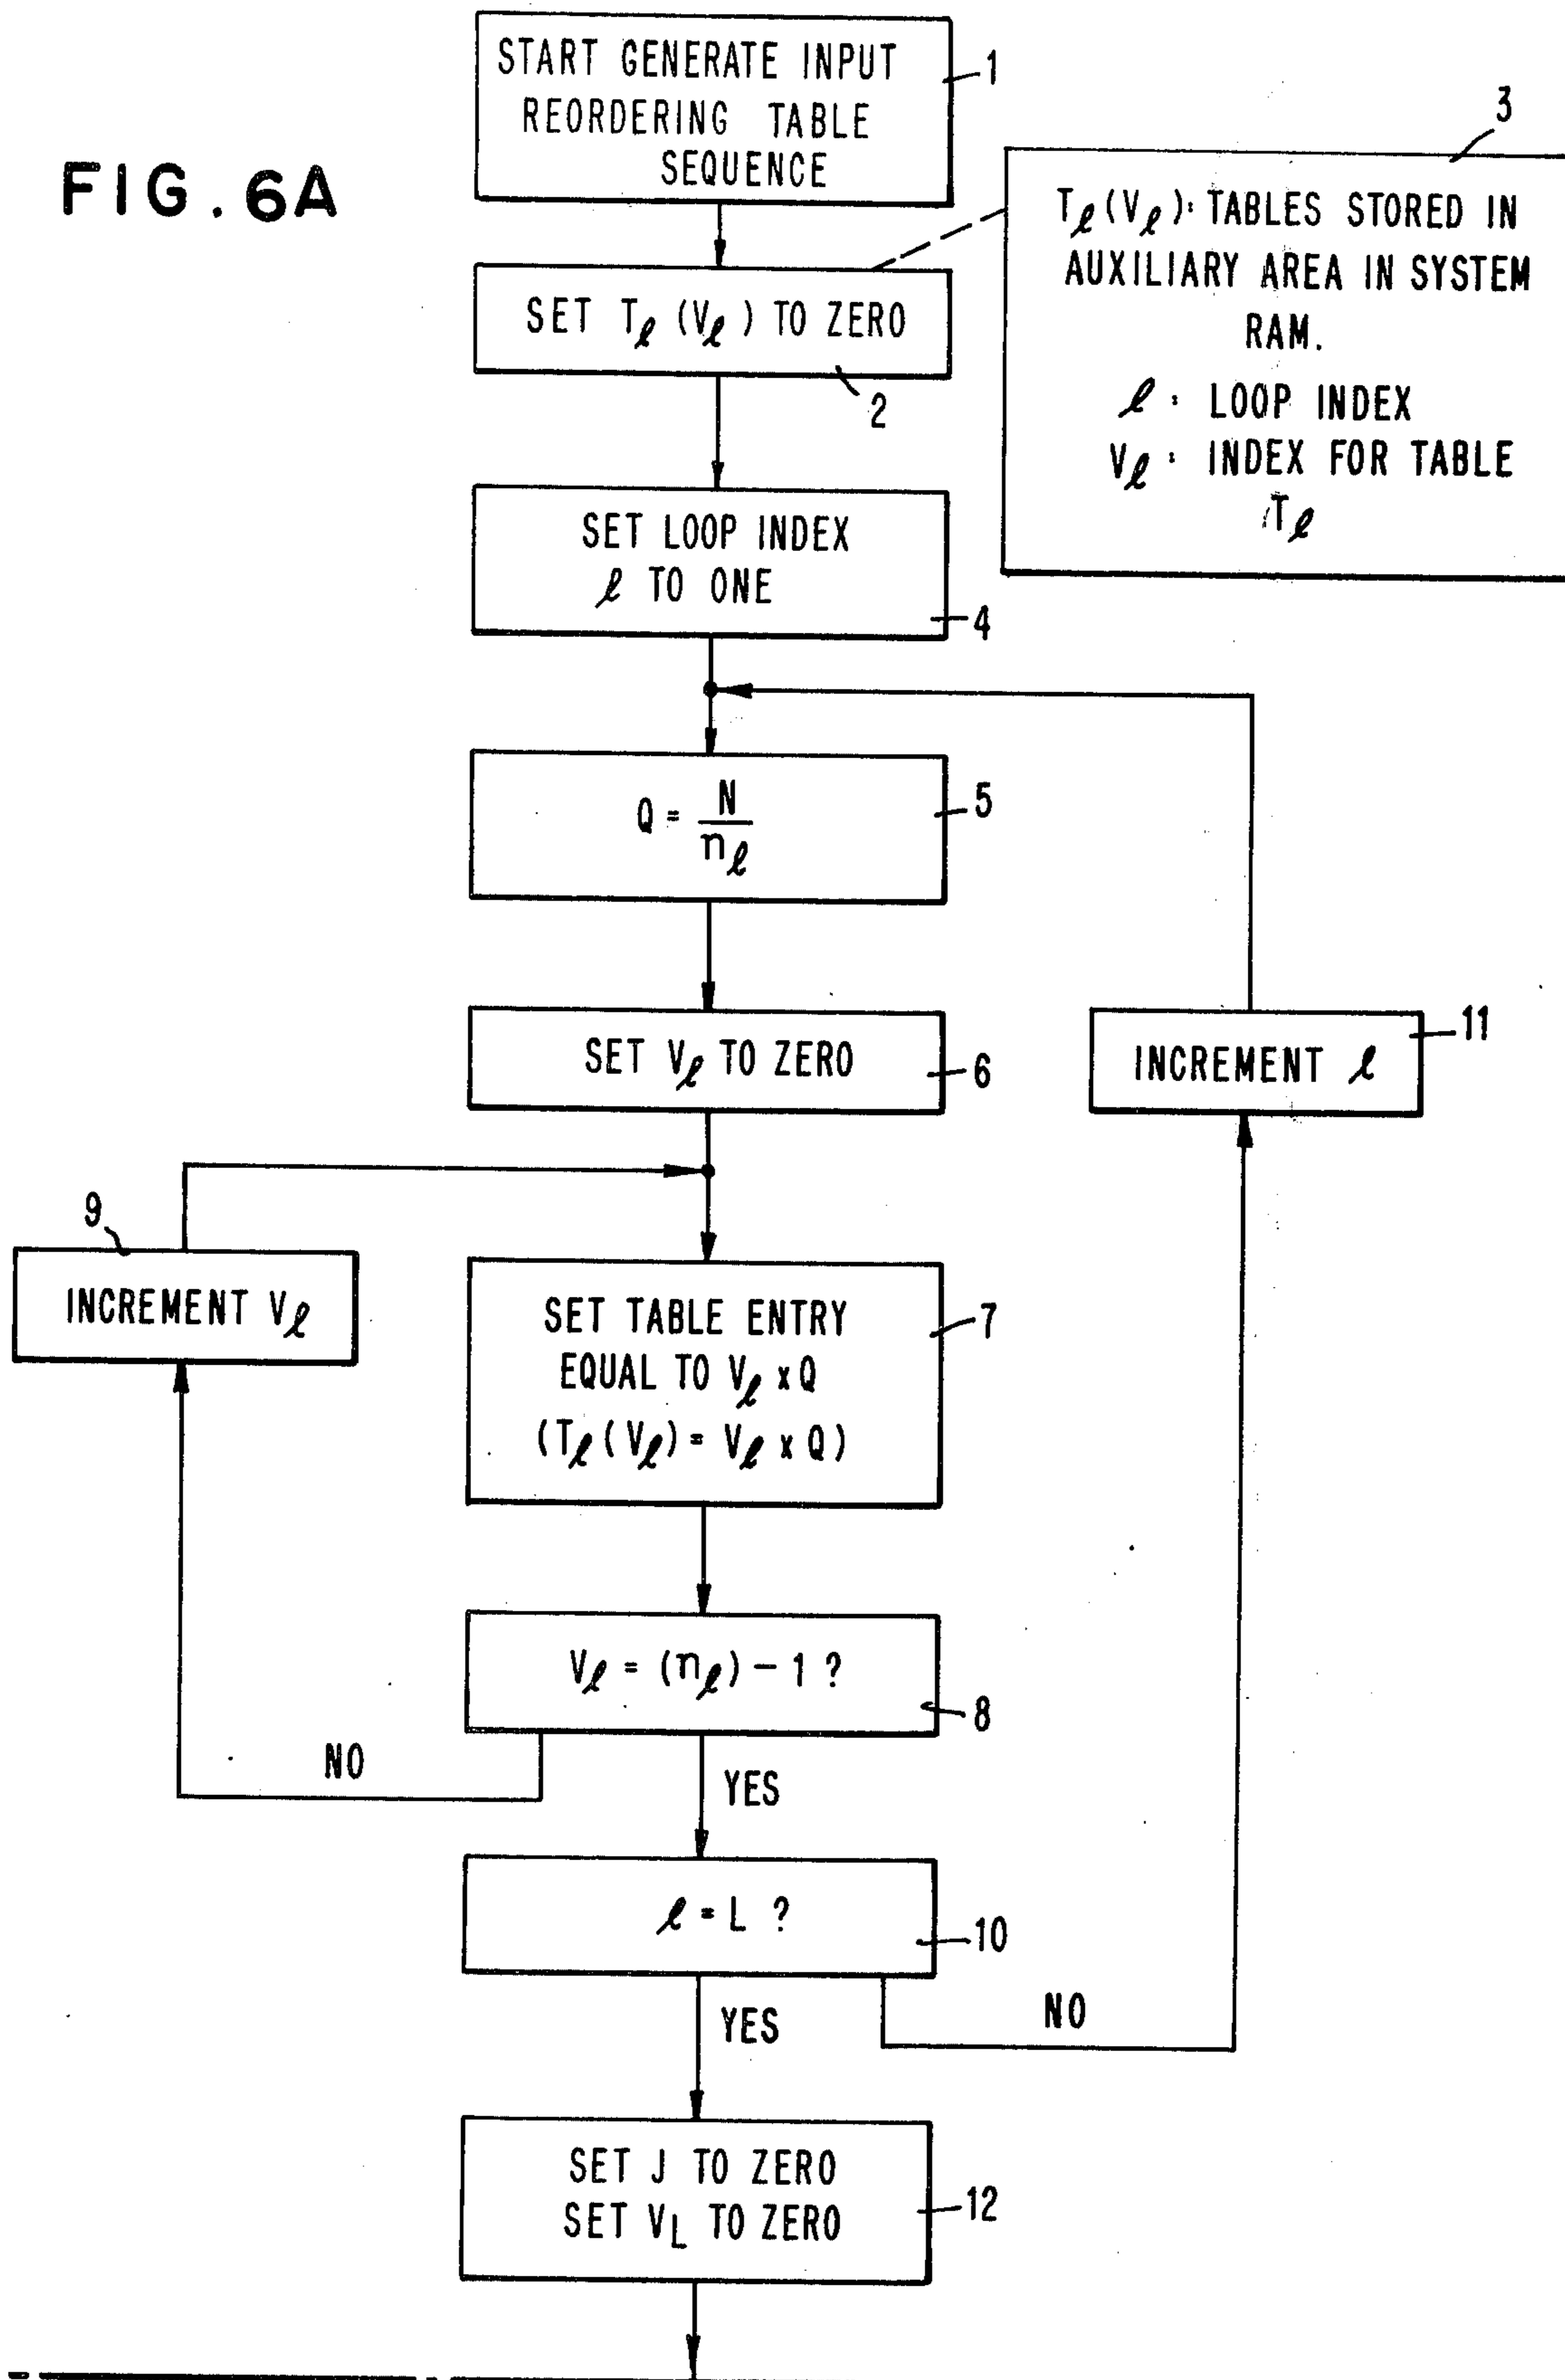 FIG. 6A
START GENERATE INPUT
REORDERING TABLE
SEQUENCE
1
SET Tℓ (Vℓ) TO ZERO
2
3
Tℓ (Vℓ): TABLES STORED IN
AUXILIARY AREA IN SYSTEM
RAM.
ℓ : LOOP INDEX
Vℓ : INDEX FOR TABLE
Tℓ
SET LOOP INDEX
ℓ TO ONE
4
Q = N
nℓ
5
SET Vℓ TO ZERO
6
INCREMENT ℓ
11
9
INCREMENT Vℓ
SET TABLE ENTRY
EQUAL TO Vℓ x Q
(Tℓ (Vℓ) = Vℓ x Q)
7
Vℓ = (nℓ) - 1 ?
8
NO
YES
ℓ = L ?
10
YES
NO
SET J TO ZERO
SET VL TO ZERO
12